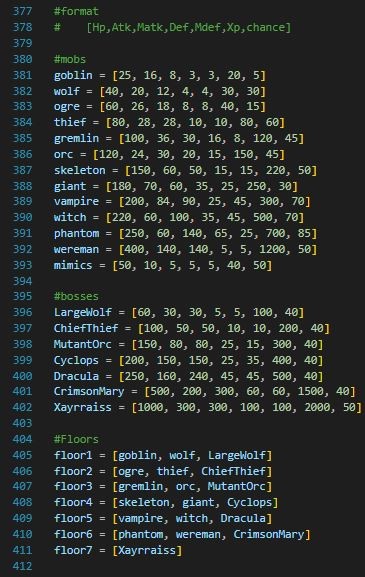 377 #format
378 #    [Hp,Atk,Matk,Def,Mdef,Xp,chance]
379
380 #mobs
381 goblin = [25, 16, 8, 3, 3, 20, 5]
382 wolf = [40, 20, 12, 4, 4, 30, 30]
383 ogre = [60, 26, 18, 8, 8, 40, 15]
384 thief = [80, 28, 28, 10, 10, 80, 60]
385 gremlin = [100, 36, 30, 16, 8, 120, 45]
386 orc = [120, 24, 30, 20, 15, 150, 45]
387 skeleton = [150, 60, 50, 15, 15, 220, 50]
388 giant = [180, 70, 60, 35, 25, 250, 30]
389 vampire = [200, 84, 90, 25, 45, 300, 70]
390 witch = [220, 60, 100, 35, 45, 500, 70]
391 phantom = [250, 60, 140, 65, 25, 700, 85]
392 wereman = [400, 140, 140, 5, 5, 1200, 50]
393 mimics = [50, 10, 5, 5, 5, 40, 50]
394
395 #bosses
396 LargeWolf = [60, 30, 30, 5, 5, 100, 40]
397 ChiefThief = [100, 50, 50, 10, 10, 200, 40]
398 MutantOrc = [150, 80, 80, 25, 15, 300, 40]
399 Cyclops = [200, 150, 150, 25, 35, 400, 40]
400 Dracula = [250, 160, 240, 45, 45, 500, 40]
401 CrimsonMary = [500, 200, 300, 60, 60, 1500, 40]
402 Xayrraiss = [1000, 300, 300, 100, 100, 2000, 50]
403
404 #Floors
405 floor1 = [goblin, wolf, LargeWolf]
406 floor2 = [ogre, thief, ChiefThief]
407 floor3 = [gremlin, orc, MutantOrc]
408 floor4 = [skeleton, giant, Cyclops]
409 floor5 = [vampire, witch, Dracula]
410 floor6 = [phantom, wereman, CrimsonMary]
411 floor7 = [Xayrraiss]
412